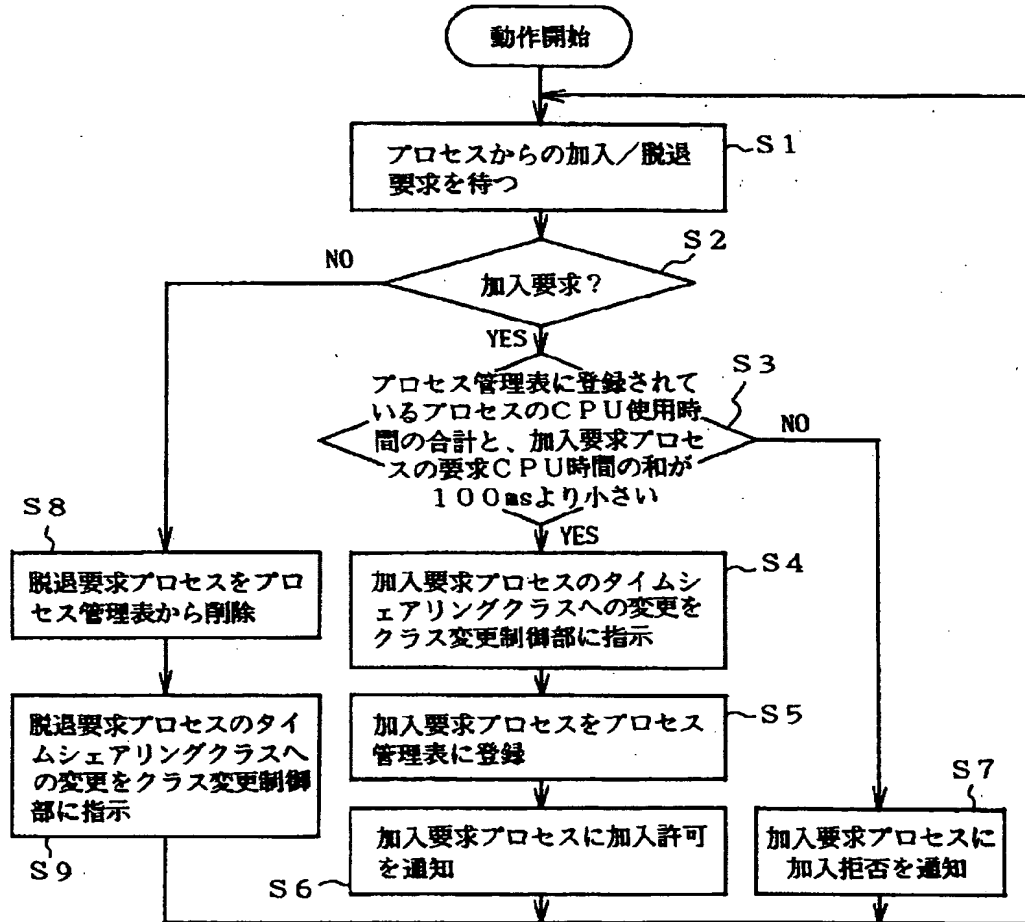 動作開始
プロセスからの加入／脱退
要求を待つ
S1
S2
NO
加入要求？
YES
S3
プロセス管理表に登録されて
いるプロセスのＣＰＵ使用時
間の合計と、加入要求プロセ
スの要求ＣＰＵ時間の和が
１００msより小さい
NO
YES
S8
脱退要求プロセスをプロ
セス管理表から削除
S4
加入要求プロセスのタイムシ
ェアリングクラスへの変更を
クラス変更制御部に指示
脱退要求プロセスのタイ
ムシェアリングクラスへ
の変更をクラス変更制御
部に指示
S9
S5
加入要求プロセスをプロセス
管理表に登録
加入要求プロセスに加入許可
を通知
S6
S7
加入要求プロセスに
加入拒否を通知